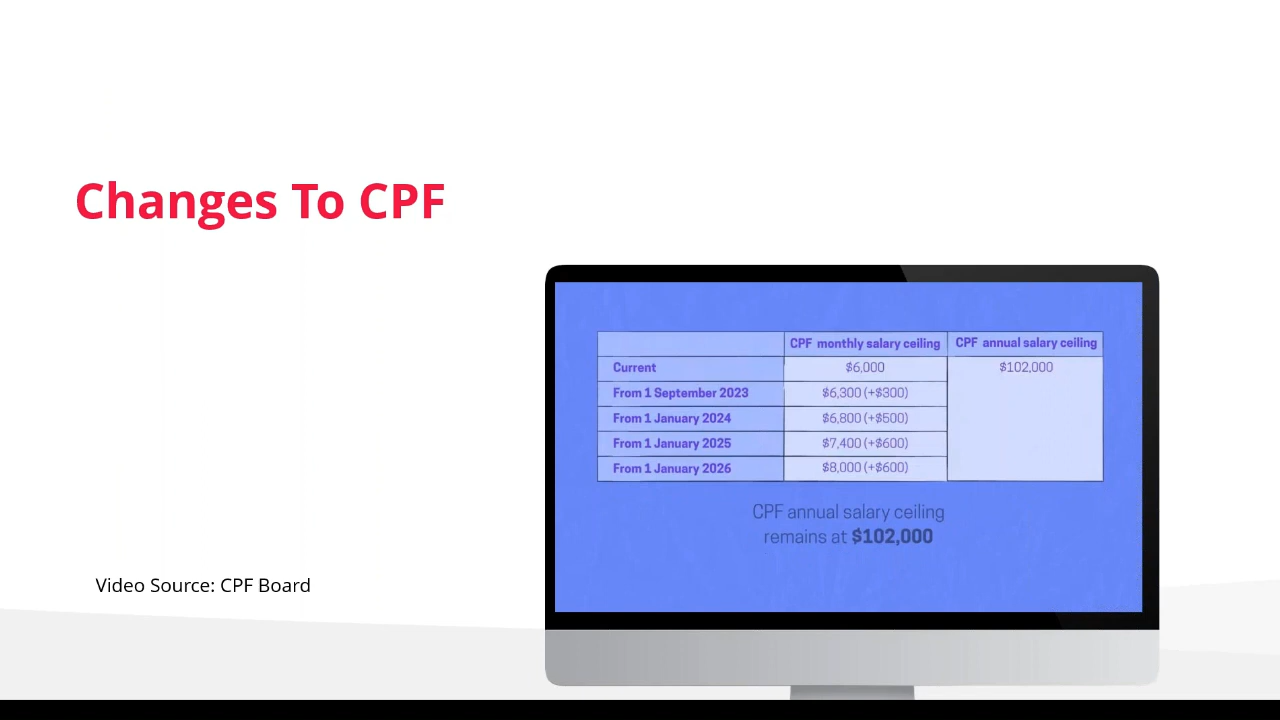 Changes To CPF
CPF monthly salary ceiling CPF annual salary ceiling
Current $6,000 $102,000
From 1 September 2023 $6,300 (+$300)
From 1 January 2024 $6,800 (+$500)
From 1 January 2025 $7,400 (+$600)
From 1 January 2026 $8,000 (+$600)
CPF annual salary ceiling
remains at $102,000
Video Source: CPF Board